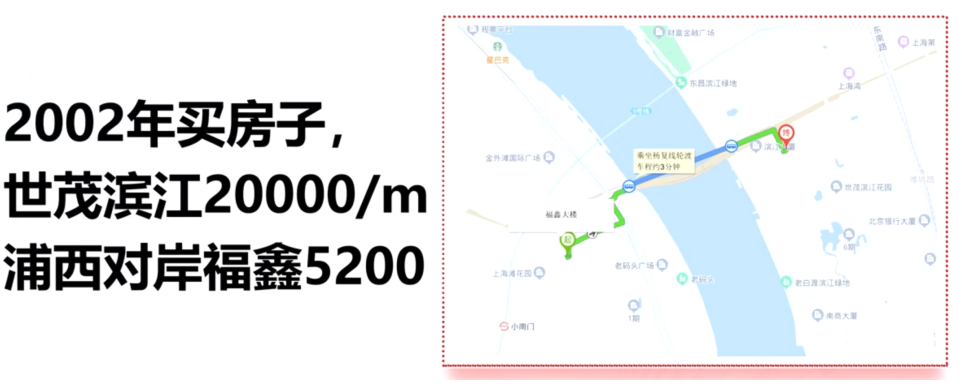 2002年买房子，
世茂滨江20000/m
浦西对岸福鑫5200
财富金融广场
星巴克
东昌滨江绿地
东
路
上海第
上海湾
终
金外滩国际广场
乘坐杨复线轮渡
车程约3分钟
滨江
世茂滨江花园
福鑫大楼
起
北京银行大厦
6期
上海滩花园
老码头广场
老码头
老白渡滨江绿地
1期
南商大厦
小南门